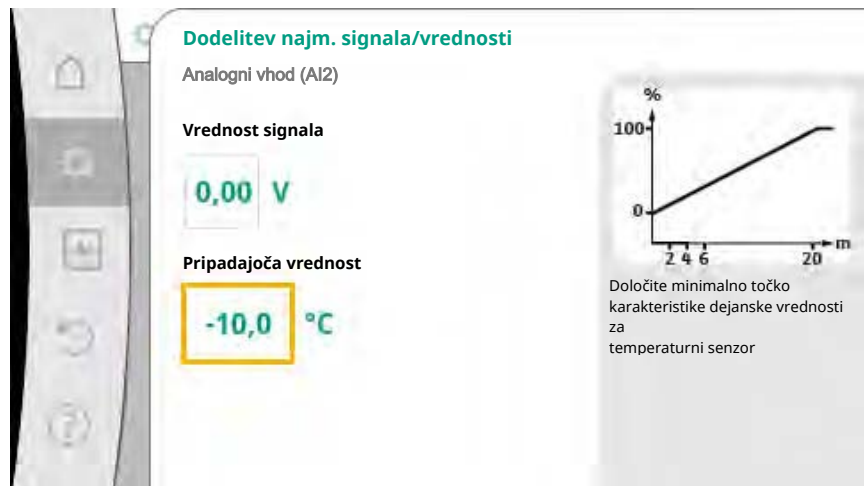 Dodelitev najm. signala/vrednosti
Analogni vhod (AI2)
Vrednost signala
0,00 V
Pripadajoča vrednost
-10,0 °C
%
100
0
2 4 6 20 m
Določite minimalno točko
karakteristike dejanske vrednosti
za
temperaturni senzor